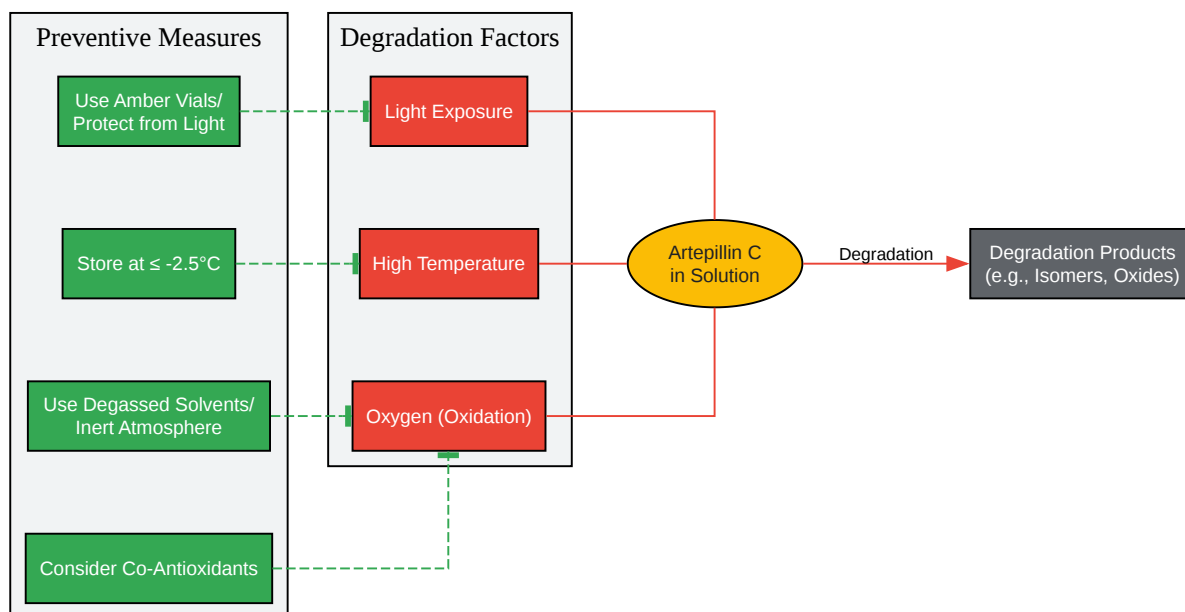 Preventive Measures
Degradation Factors
Use Amber Vials/
Protect from Light
Light Exposure
Store at ≤ -2.5°C
High Temperature
Artepillin C
in Solution
Degradation
Degradation Products
(e.g., Isomers, Oxides)
Use Degassed Solvents/
Inert Atmosphere
Oxygen (Oxidation)
Consider Co-Antioxidants